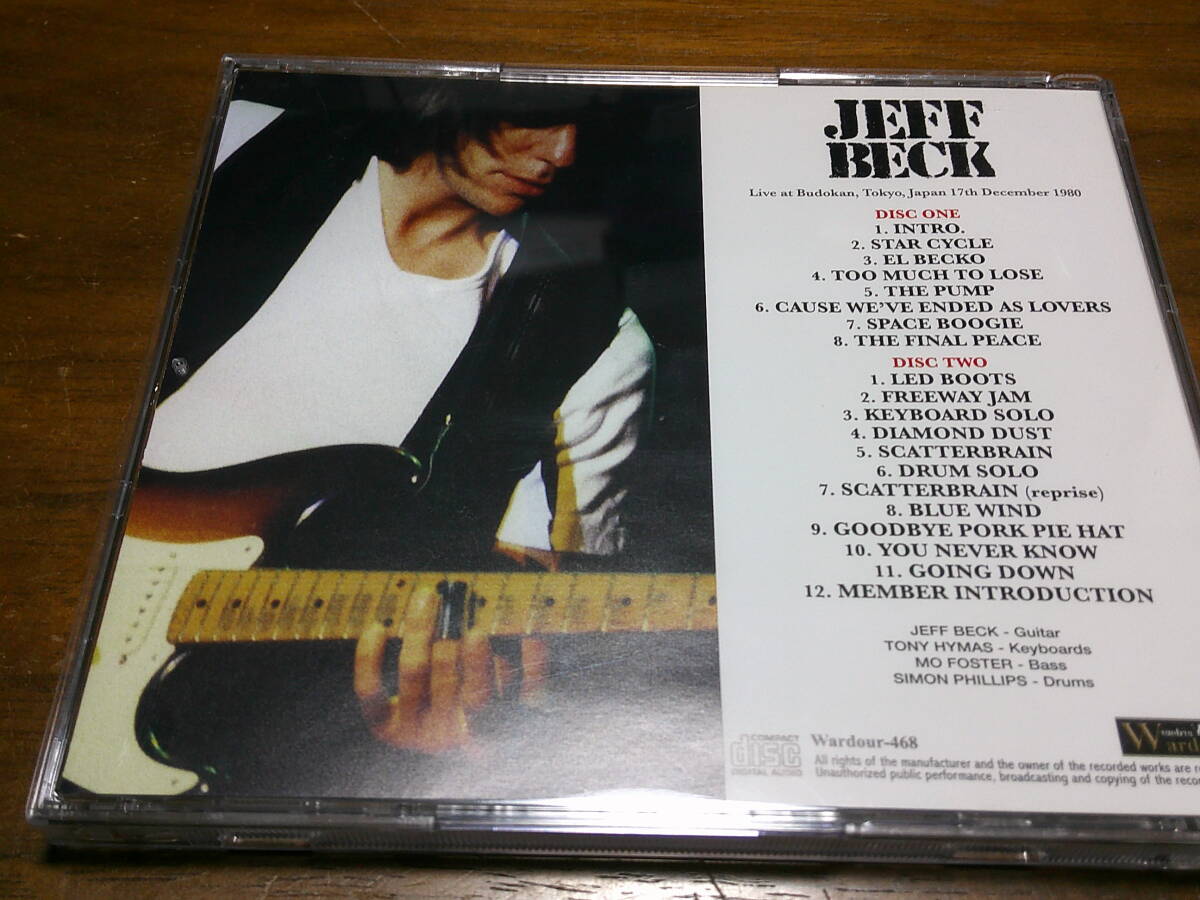 JEFF
BECK
Live at Budokan, Tokyo, Japan 17th December 1980
DISC ONE
1. INTRO.
2. STAR CYCLE
3. EL BECKO
4. TOO MUCH TO LOSE
5. THE PUMP
6. CAUSE WE'VE ENDED AS LOVERS
7. SPACE BOOGIE
8. THE FINAL PEACE
DISC TWO
1. LED BOOTS
2. FREEWAY JAM
3. KEYBOARD SOLO
4. DIAMOND DUST
5. SCATTERBRAIN
6. DRUM SOLO
7. SCATTERBRAIN (reprise)
8. BLUE WIND
9. GOODBYE PORK PIE HAT
10. YOU NEVER KNOW
11. GOING DOWN
12. MEMBER INTRODUCTION
JEFF BECK - Guitar
TONY HYMAS - Keyboards
MO FOSTER - Bass
SIMON PHILLIPS - Drums
COMPACT
disc
DIGITAL AUDIO
Wardour-468
All rights of the manufacturer and the owner of the recorded works are re
Unauthorized public performance, broadcasting and copying of the reco